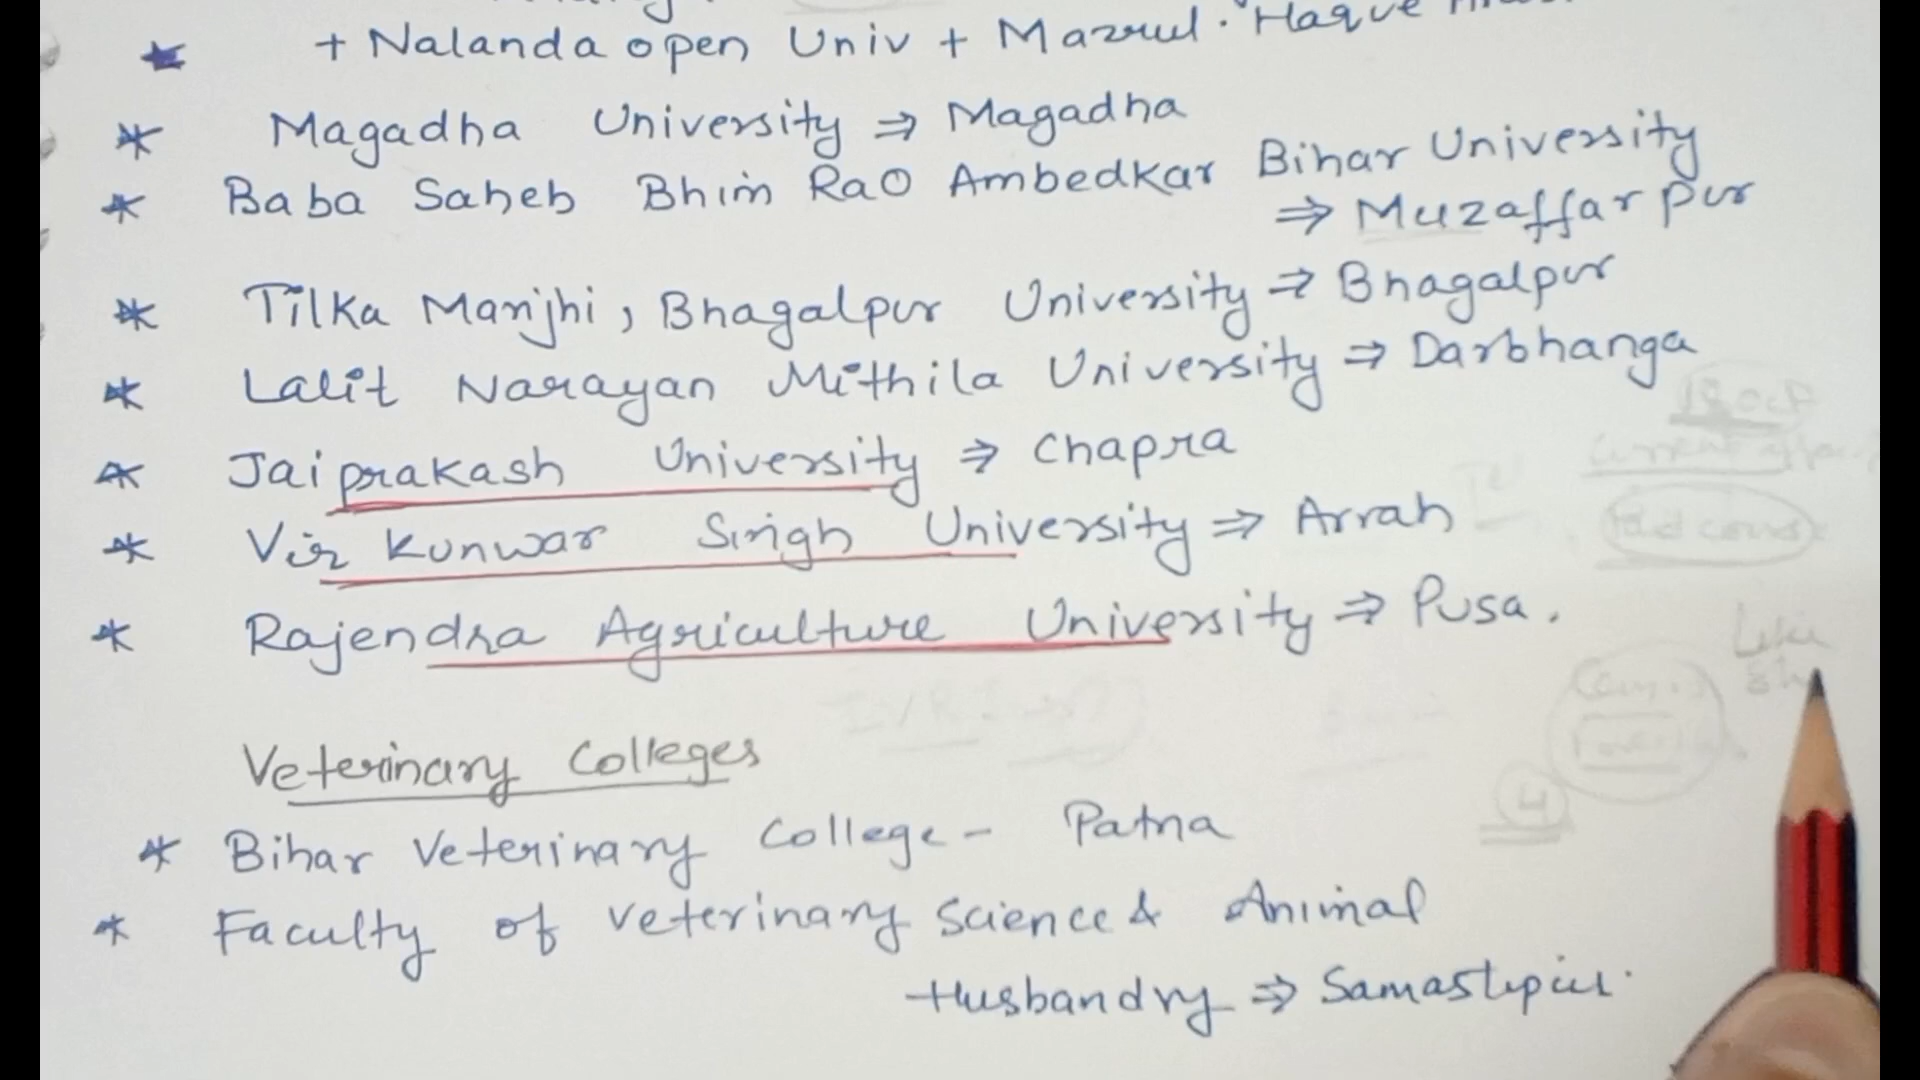 + Nalanda open Univ + Mazrul. Haque
* Magadha University ⇒ Magadha
* Baba Saheb Bhim Rao Ambedkar Bihar University
⇒ Muzaffarpur
* Tilka Manjhi, Bhagalpur University ⇒ Bhagalpur
* Lalit Narayan Mithila University ⇒ Darbhanga
* Jaiprakash University ⇒ Chapra
* Vir Kunwar Singh University ⇒ Arrah
* Rajendra Agriculture University ⇒ Pusa.
Veterinary Colleges
* Bihar Veterinary College - Patna
* Faculty of Veterinary Science & Animal
Husbandry ⇒ Samastipur.
4